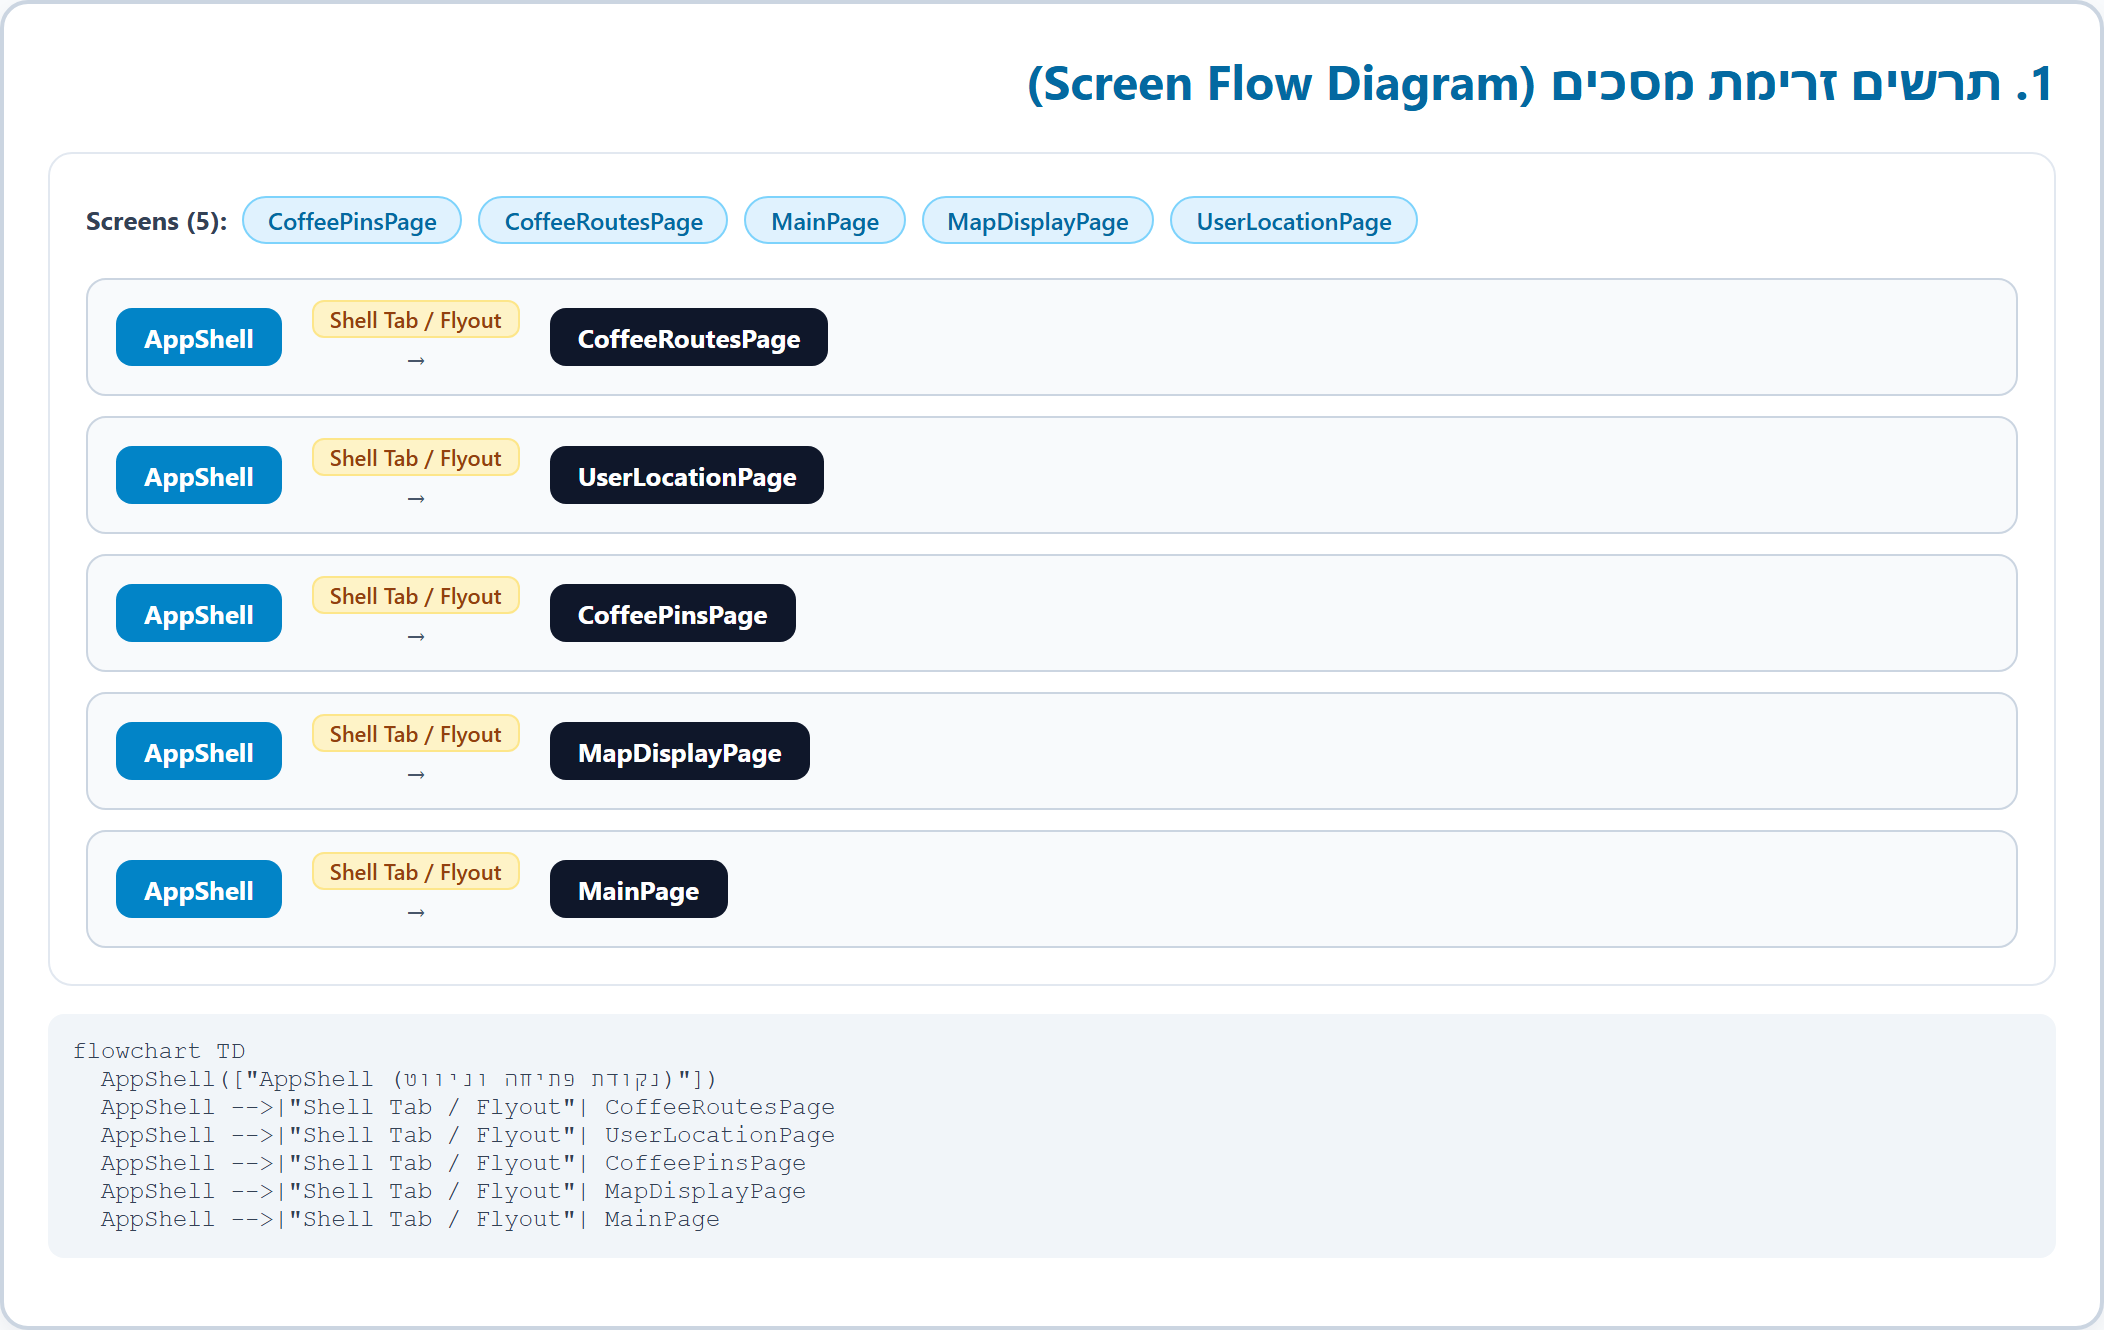 1. תרשים זרימת מסכים (Screen Flow Diagram)
Screens (5): CoffeePinsPage CoffeeRoutesPage MainPage MapDisplayPage UserLocationPage
AppShell Shell Tab / Flyout → CoffeeRoutesPage
AppShell Shell Tab / Flyout → UserLocationPage
AppShell Shell Tab / Flyout → CoffeePinsPage
AppShell Shell Tab / Flyout → MapDisplayPage
AppShell Shell Tab / Flyout → MainPage
flowchart TD
  AppShell(["AppShell (נקודת פתיחה וניווט)"])
  AppShell -->|"Shell Tab / Flyout"| CoffeeRoutesPage
  AppShell -->|"Shell Tab / Flyout"| UserLocationPage
  AppShell -->|"Shell Tab / Flyout"| CoffeePinsPage
  AppShell -->|"Shell Tab / Flyout"| MapDisplayPage
  AppShell -->|"Shell Tab / Flyout"| MainPage